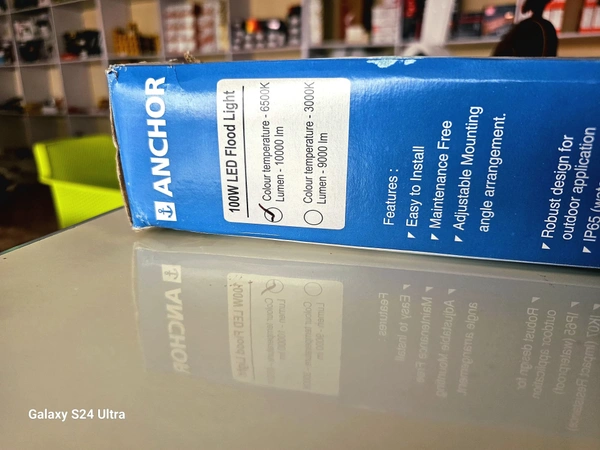 ANCHOR
100W LED Flood Light
Colour temperature - 6500K
Lumen - 10000 lm
Colour temperature - 3000K
Lumen - 9000 lm
Features :
Easy to Install
Maintenance Free
Adjustable Mounting
angle arrangement.
Robust design for
outdoor application
IP65
Galaxy S24 Ultra